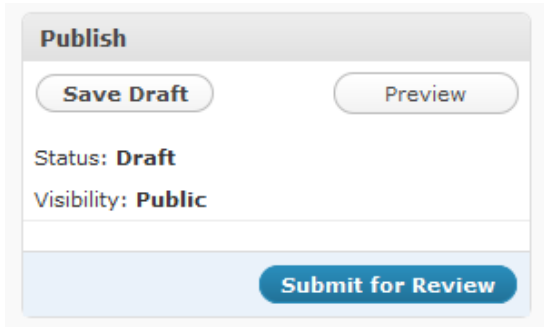 Publish
Save Draft Preview
Status: Draft
Visibility: Public
Submit for Review